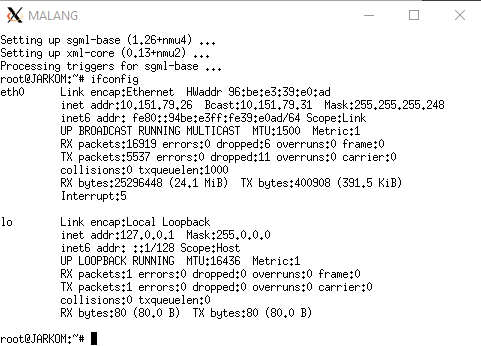 MALANG
Setting up sgml-base (1.26+nmu4) ...
Setting up xml-core (0.13+nmu2) ...
Processing triggers for sgml-base ...
root@JARKOM:~# ifconfig
eth0      Link encap:Ethernet  HWaddr 96:be:e3:39:e0:ad
          inet addr:10.151.79.26  Bcast:10.151.79.31  Mask:255.255.255.248
          inet6 addr: fe80::94be:e3ff:fe39:e0ad/64 Scope:Link
          UP BROADCAST RUNNING MULTICAST  MTU:1500  Metric:1
          RX packets:16919 errors:0 dropped:6 overruns:0 frame:0
          TX packets:5537 errors:0 dropped:11 overruns:0 carrier:0
          collisions:0 txqueuelen:1000
          RX bytes:25296448 (24.1 MiB)  TX bytes:400908 (391.5 KiB)
          Interrupt:5
lo        Link encap:Local Loopback
          inet addr:127.0.0.1  Mask:255.0.0.0
          inet6 addr: ::1/128 Scope:Host
          UP LOOPBACK RUNNING  MTU:16436  Metric:1
          RX packets:1 errors:0 dropped:0 overruns:0 frame:0
          TX packets:1 errors:0 dropped:0 overruns:0 carrier:0
          collisions:0 txqueuelen:0
          RX bytes:80 (80.0 B)  TX bytes:80 (80.0 B)
root@JARKOM:~#